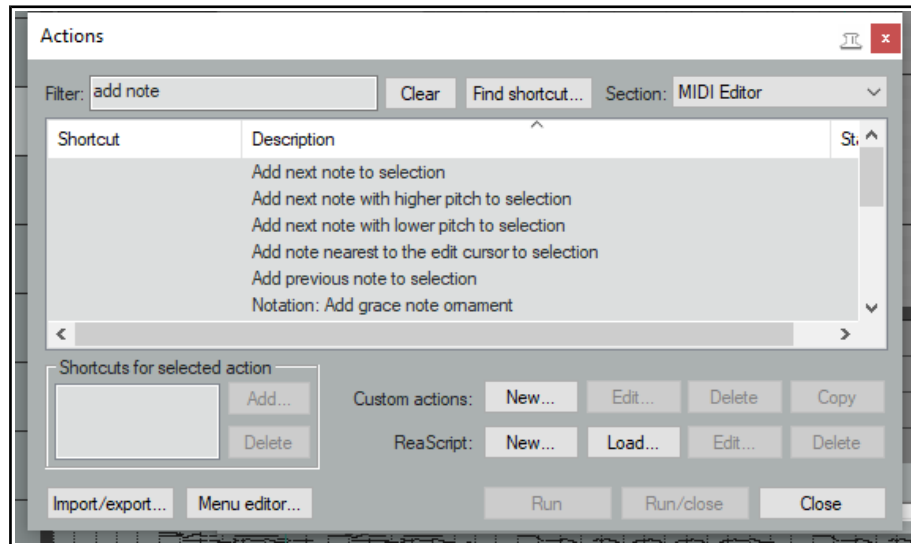 Actions
Filter: add note Clear Find shortcut... Section: MIDI Editor
Shortcut Description Sta
Add next note to selection
Add next note with higher pitch to selection
Add next note with lower pitch to selection
Add note nearest to the edit cursor to selection
Add previous note to selection
Notation: Add grace note ornament
Shortcuts for selected action
Add... Custom actions: New... Edit... Delete Copy
Delete ReaScript: New... Load... Edit... Delete
Import/export... Menu editor... Run Run/close Close